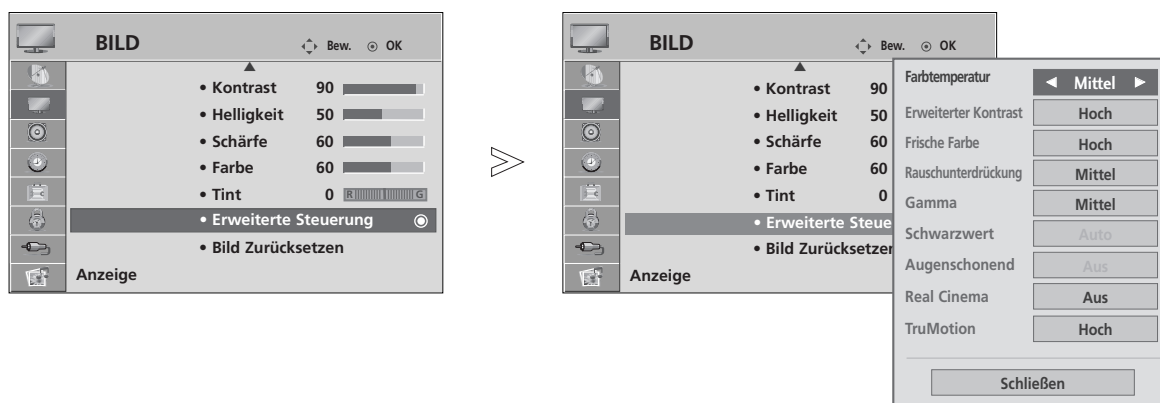 BILD
Bew. OK
• Kontrast 90
• Helligkeit 50
• Schärfe 60
• Farbe 60
• Tint 0 R G
• Erweiterte Steuerung
• Bild Zurücksetzen
Anzeige
BILD
Bew. OK
• Kontrast 90
• Helligkeit 50
• Schärfe 60
• Farbe 60
• Tint 0
• Erweiterte Steue
• Bild Zurücksetzen
Anzeige
Farbtemperatur Mittel
Erweiterter Kontrast Hoch
Frische Farbe Hoch
Rauschunterdrückung Mittel
Gamma Mittel
Schwarzwert Auto
Augenschonend Aus
Real Cinema Aus
TruMotion Hoch
Schließen